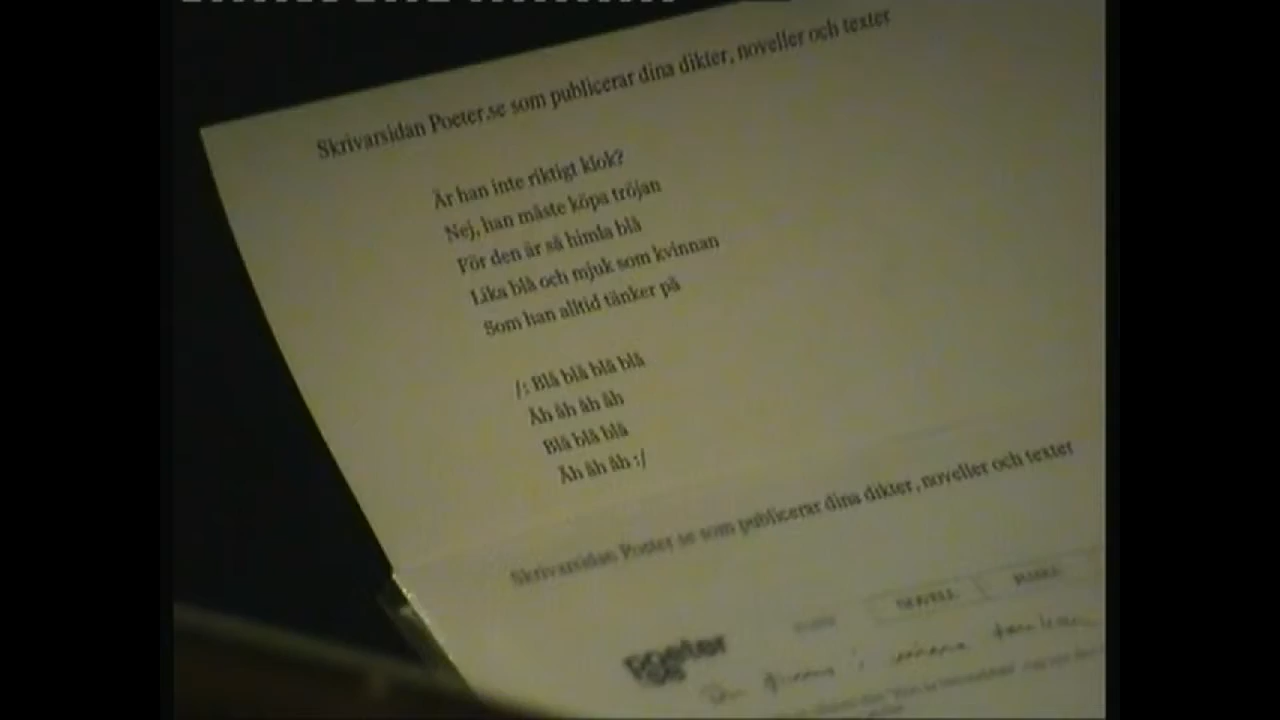 Skrivarsidan Poeter.se som publicerar dina dikter, noveller och texter
Är han inte riktigt klok?
Nej, han måste köpa tröjan
För den är så himla blå
Lika blå och mjuk som kvinnan
Som han alltid tänker på
/: Blå blå blå blå
Åh åh åh åh
Blå blå blå
Åh åh åh :/
Skrivarsidan Poeter.se som publicerar dina dikter, noveller och texter
NOVELL
poeter
se
i